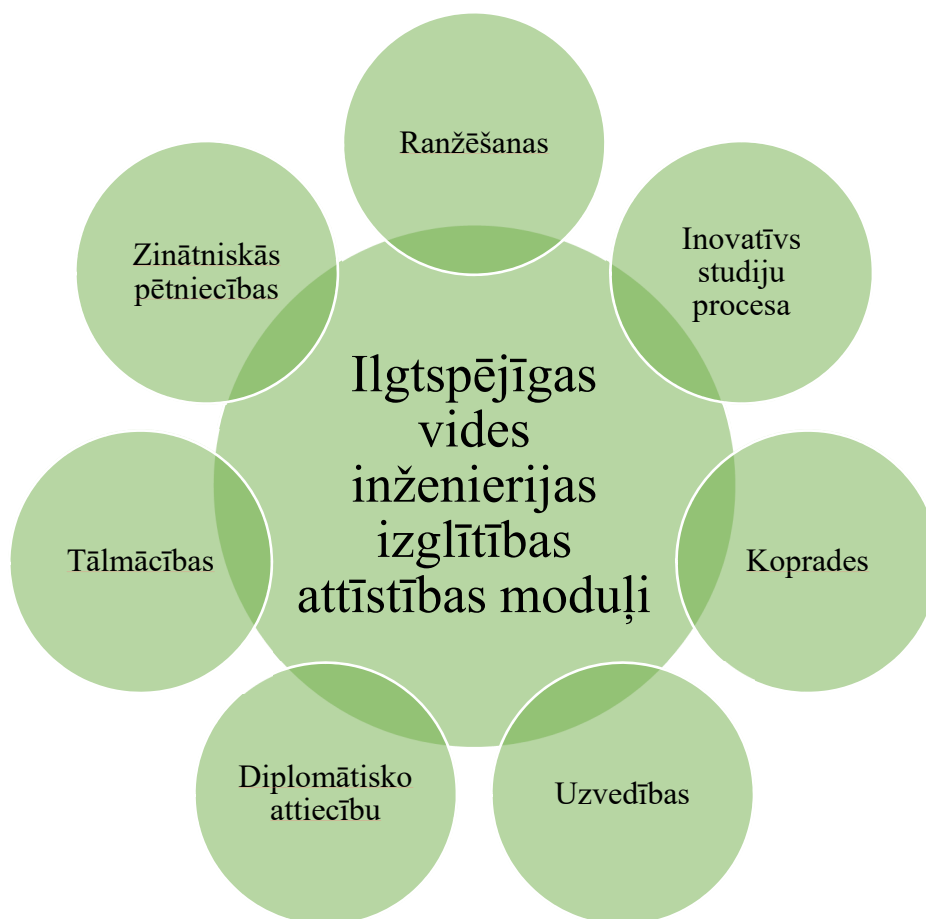 Ranžēšanas
Inovatīvs
studiju
procesa
Koprades
Uzvedības
Diplomātisko
attiecību
Tālmācības
Zinātniskās
pētniecības
Ilgtspējīgas
vides
inženierijas
izglītības
attīstības moduļi